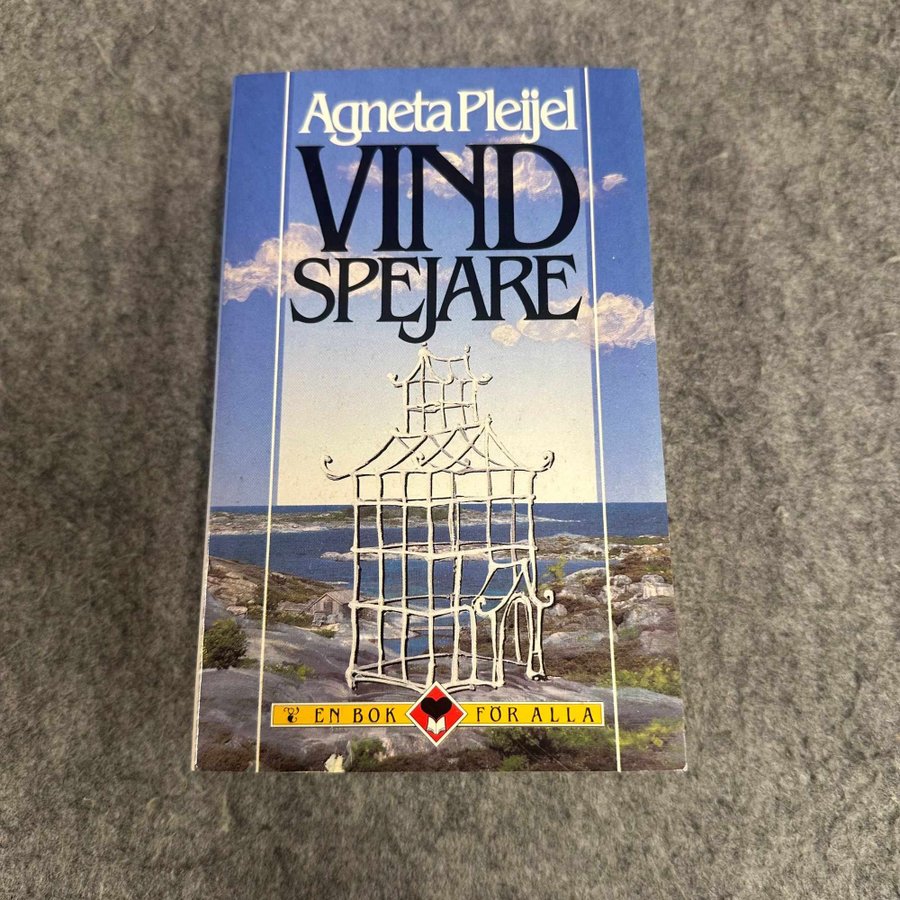 Agneta Pleijel
VIND
SPEJARE
EN BOK FÖR ALLA